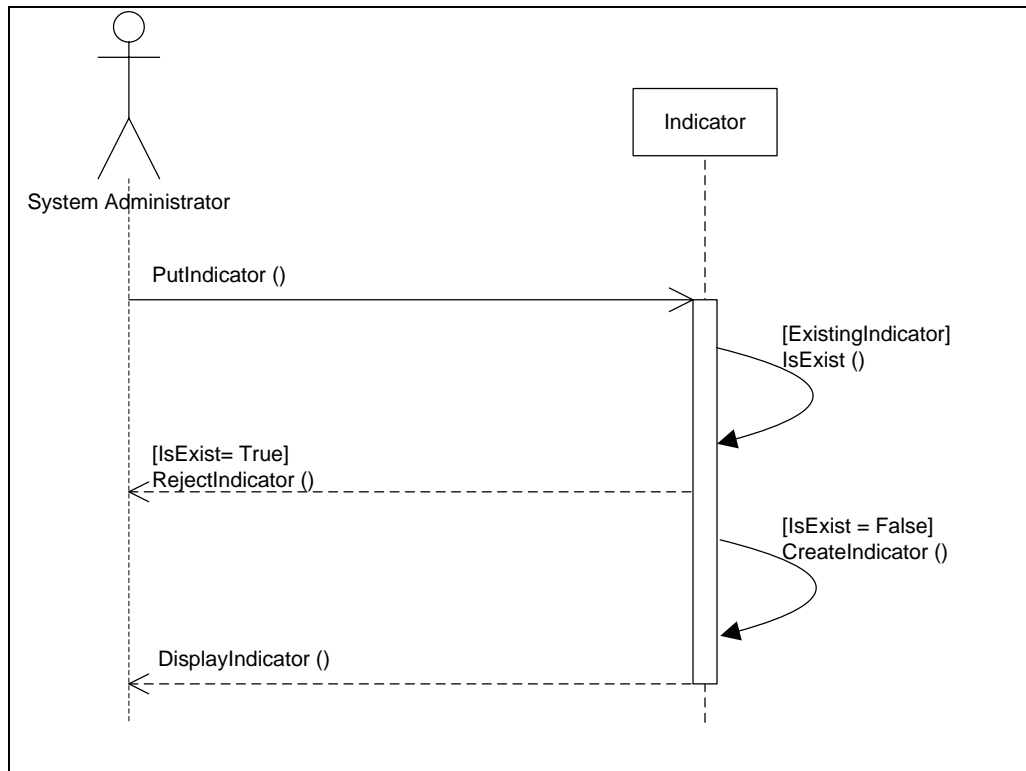 Indicator
System Administrator
PutIndicator ()
[ExistingIndicator]
IsExist ()
[IsExist= True]
RejectIndicator ()
[IsExist = False]
CreateIndicator ()
DisplayIndicator ()